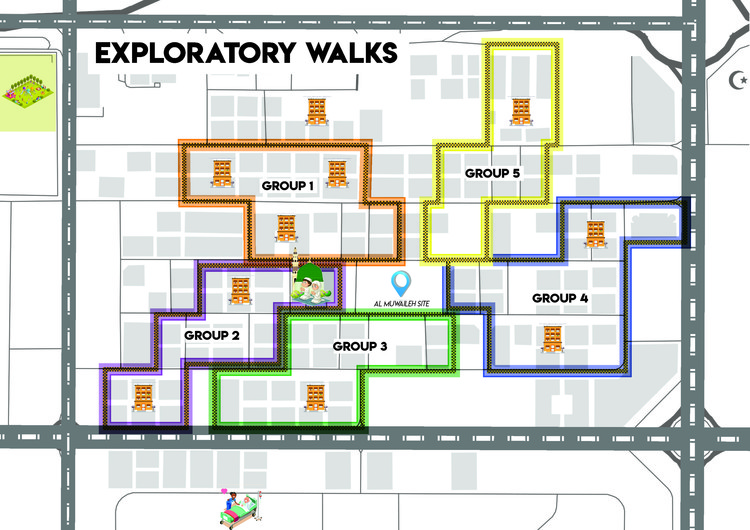 EXPLORATORY WALKS
GROUP 5
GROUP 1
AL MUWAILEH SITE
GROUP 4
GROUP 2
GROUP 3